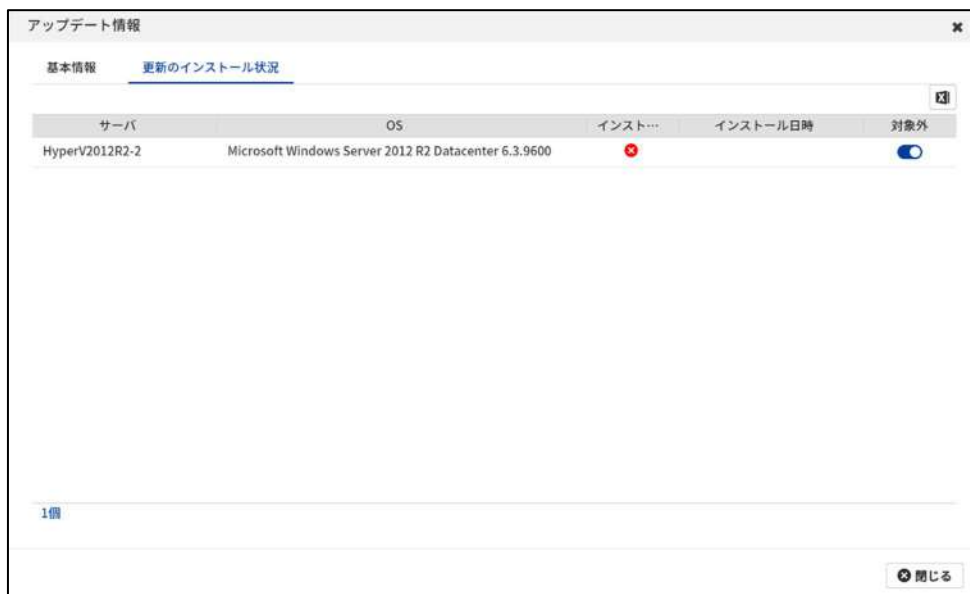 アップデート情報
基本情報 更新のインストール状況
サーバ OS インスト… インストール日時 対象外
HyperV2012R2-2 Microsoft Windows Server 2012 R2 Datacenter 6.3.9600
1個
閉じる